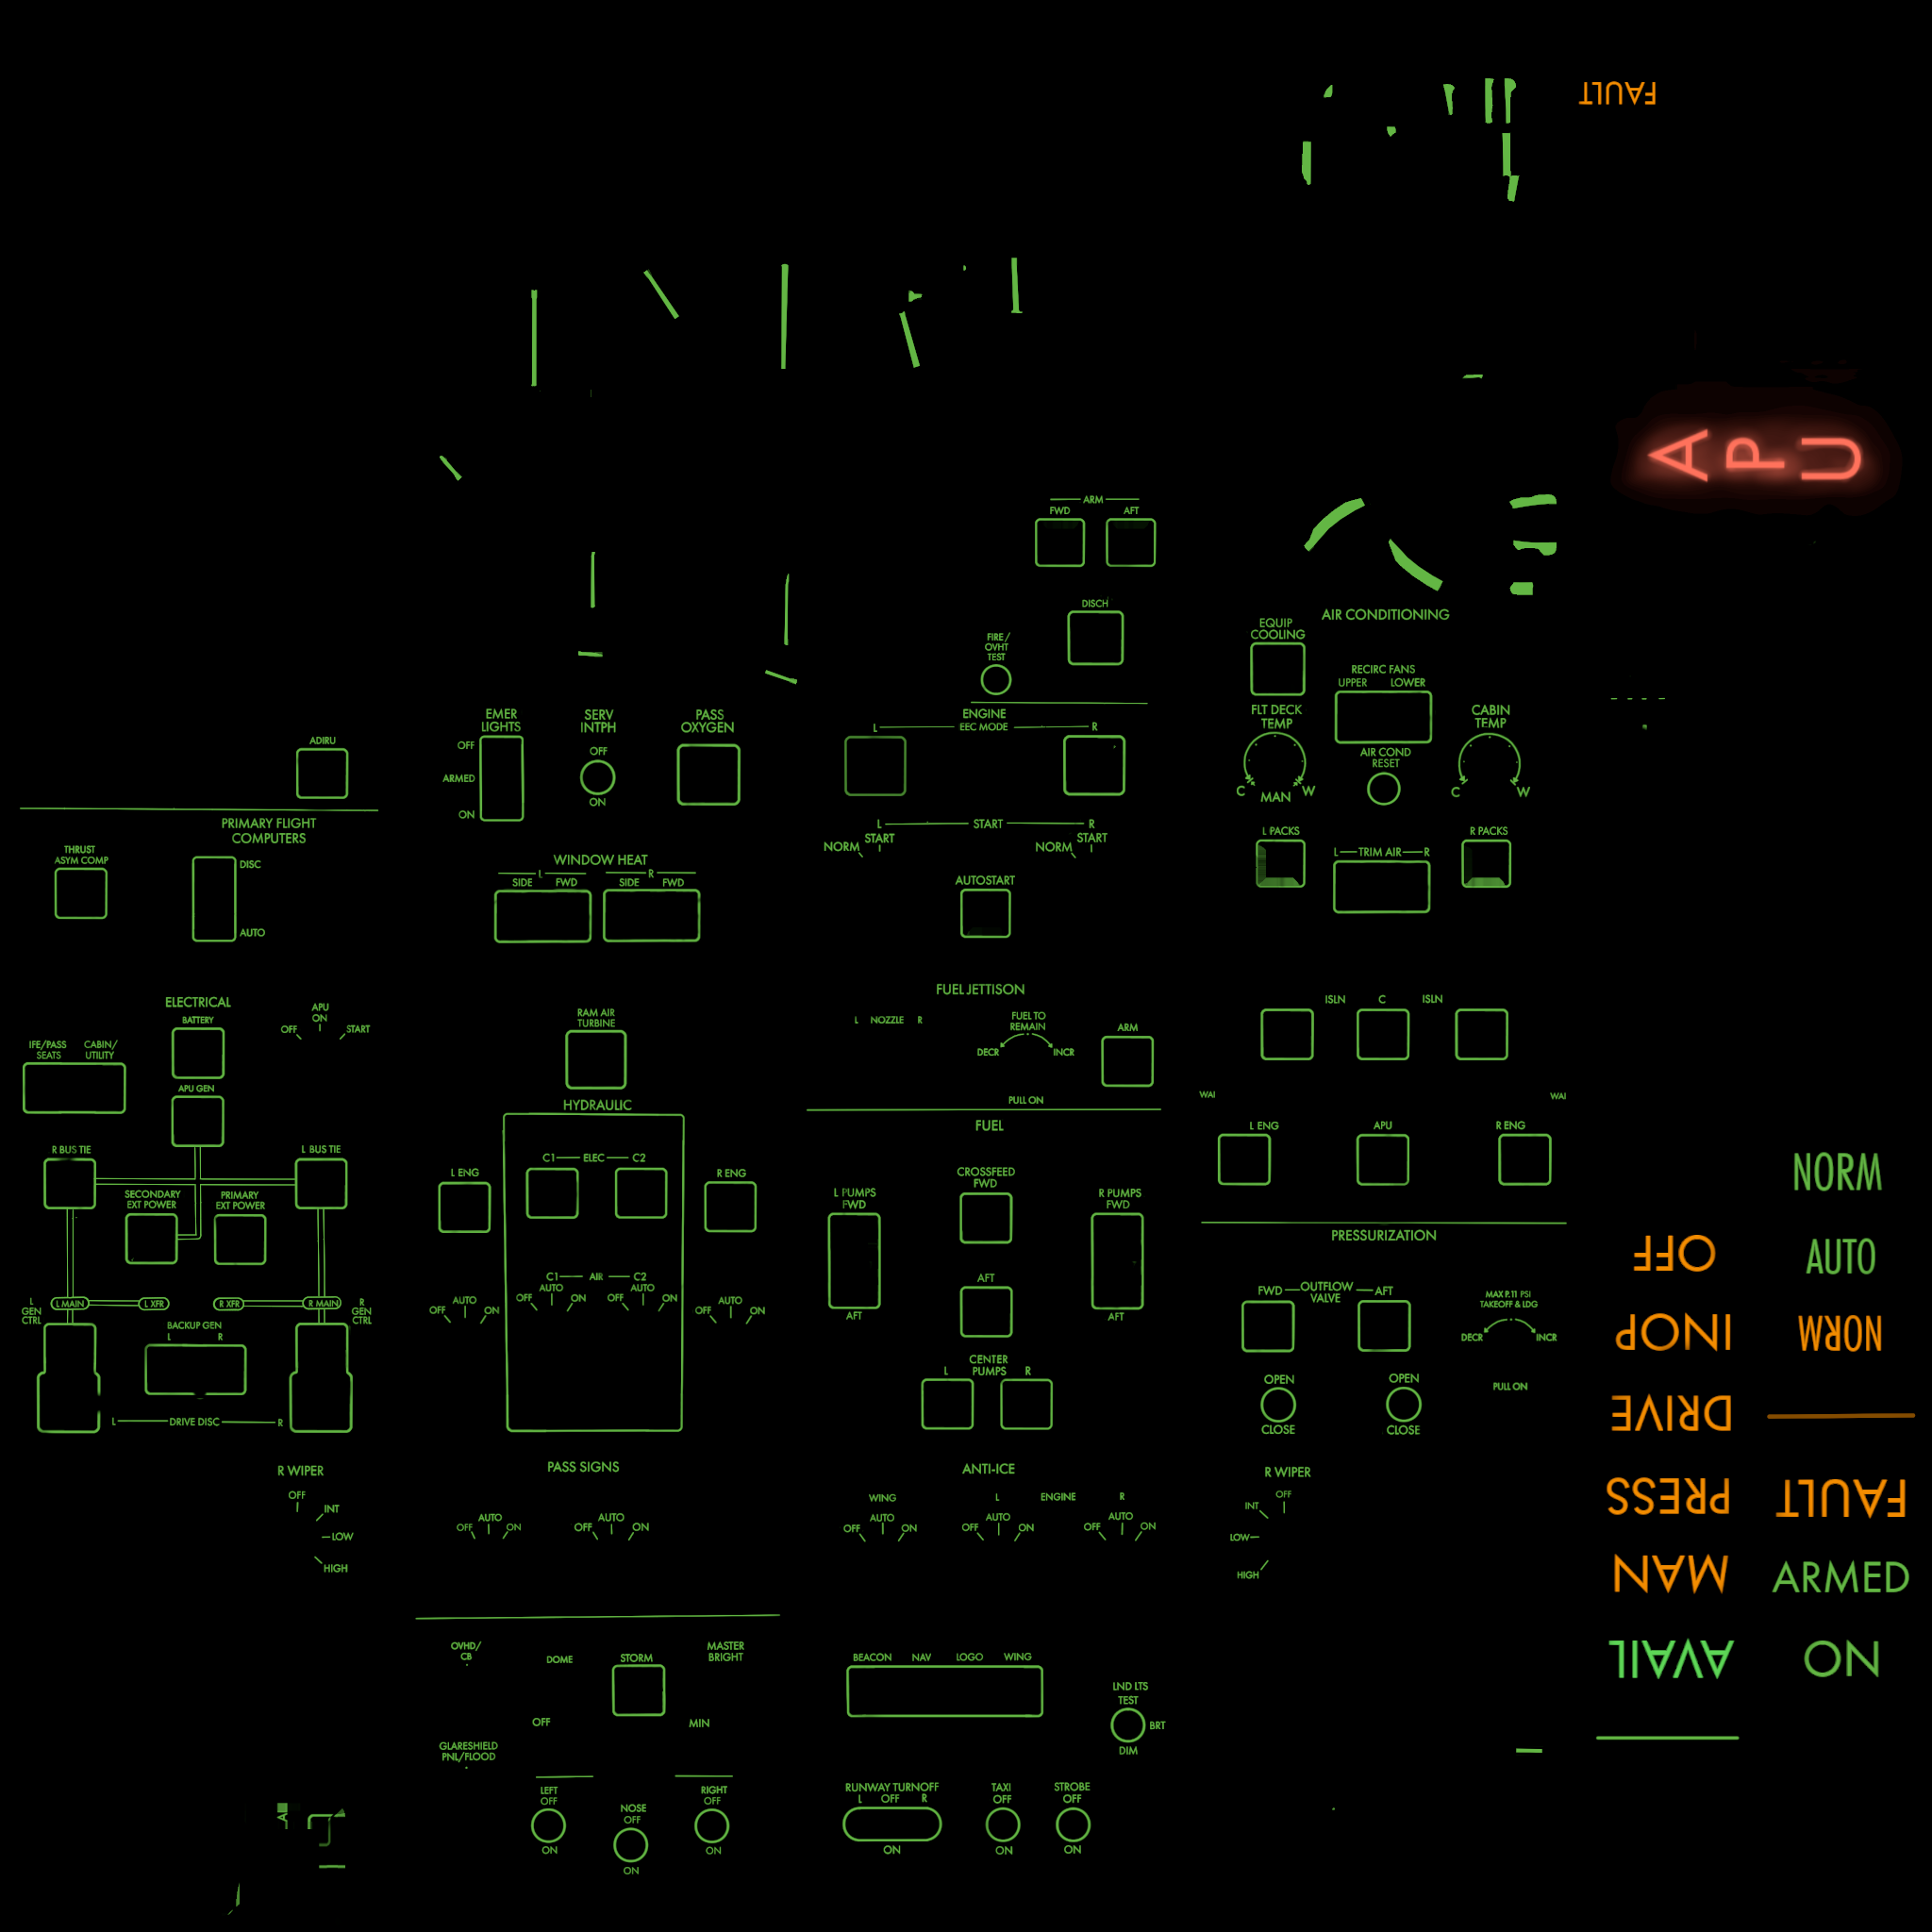 FAULT
APU
ARM
FWD AFT
DISCH
FIRE/
OVHT
TEST
AIR CONDITIONING
EQUIP
COOLING
RECIRC FANS
UPPER LOWER
FLT DECK
TEMP
CABIN
TEMP
AIR COND
RESET
C MAN W
C W
L PACKS
R PACKS
L TRIM AIR R
ADIRU
EMER
LIGHTS
OFF
ARMED
ON
SERV
INTPH
OFF
ON
PASS
OXYGEN
ENGINE
L EEC MODE R
L START R
NORM START
NORM START
AUTOSTART
PRIMARY FLIGHT
COMPUTERS
DISC
AUTO
THRUST
ASYM COMP
WINDOW HEAT
L R
SIDE FWD SIDE FWD
ELECTRICAL
BATTERY
APU
ON
OFF START
IFE/PASS
SEATS
CABIN/
UTILITY
APU GEN
R BUS TIE
L BUS TIE
SECONDARY
EXT POWER
PRIMARY
EXT POWER
L MAIN L XFR R XFR R MAIN
L
GEN
CTRL
R
GEN
CTRL
BACKUP GEN
L R
L DRIVE DISC R
RAM AIR
TURBINE
HYDRAULIC
C1 ELEC C2
L ENG
R ENG
C1 AIR C2
OFF AUTO ON
OFF AUTO ON
OFF AUTO ON
OFF AUTO ON
FUEL JETTISON
L NOZZLE R
FUEL TO
REMAIN
DECR INCR
ARM
PULL ON
FUEL
CROSSFEED
FWD
L PUMPS
FWD
R PUMPS
FWD
AFT
AFT
AFT
CENTER
L PUMPS R
ISLN C ISLN
WAI WAI
L ENG APU R ENG
PRESSURIZATION
FWD OUTFLOW AFT
VALVE
MAX P.11 PSI
TAKEOFF & LDG
DECR INCR
OPEN
CLOSE
OPEN
CLOSE
PULL ON
R WIPER
OFF
INT
LOW
HIGH
PASS SIGNS
OFF AUTO ON
OFF AUTO ON
ANTI-ICE
WING L ENGINE R
OFF AUTO ON
OFF AUTO ON
OFF AUTO ON
R WIPER
OFF
INT
LOW
HIGH
OVHD/
CB
DOME
STORM
MASTER
BRIGHT
OFF
MIN
GLARESHIELD
PNL/FLOOD
LEFT
OFF
ON
NOSE
OFF
ON
RIGHT
OFF
ON
BEACON NAV LOGO WING
LND LTS
TEST
BRT
DIM
RUNWAY TURNOFF
L OFF R
ON
TAXI
OFF
ON
STROBE
OFF
ON
NORM
OFF
AUTO
INOP
NORM
DRIVE
PRESS
FAULT
MAN
ARMED
AVAIL
ON